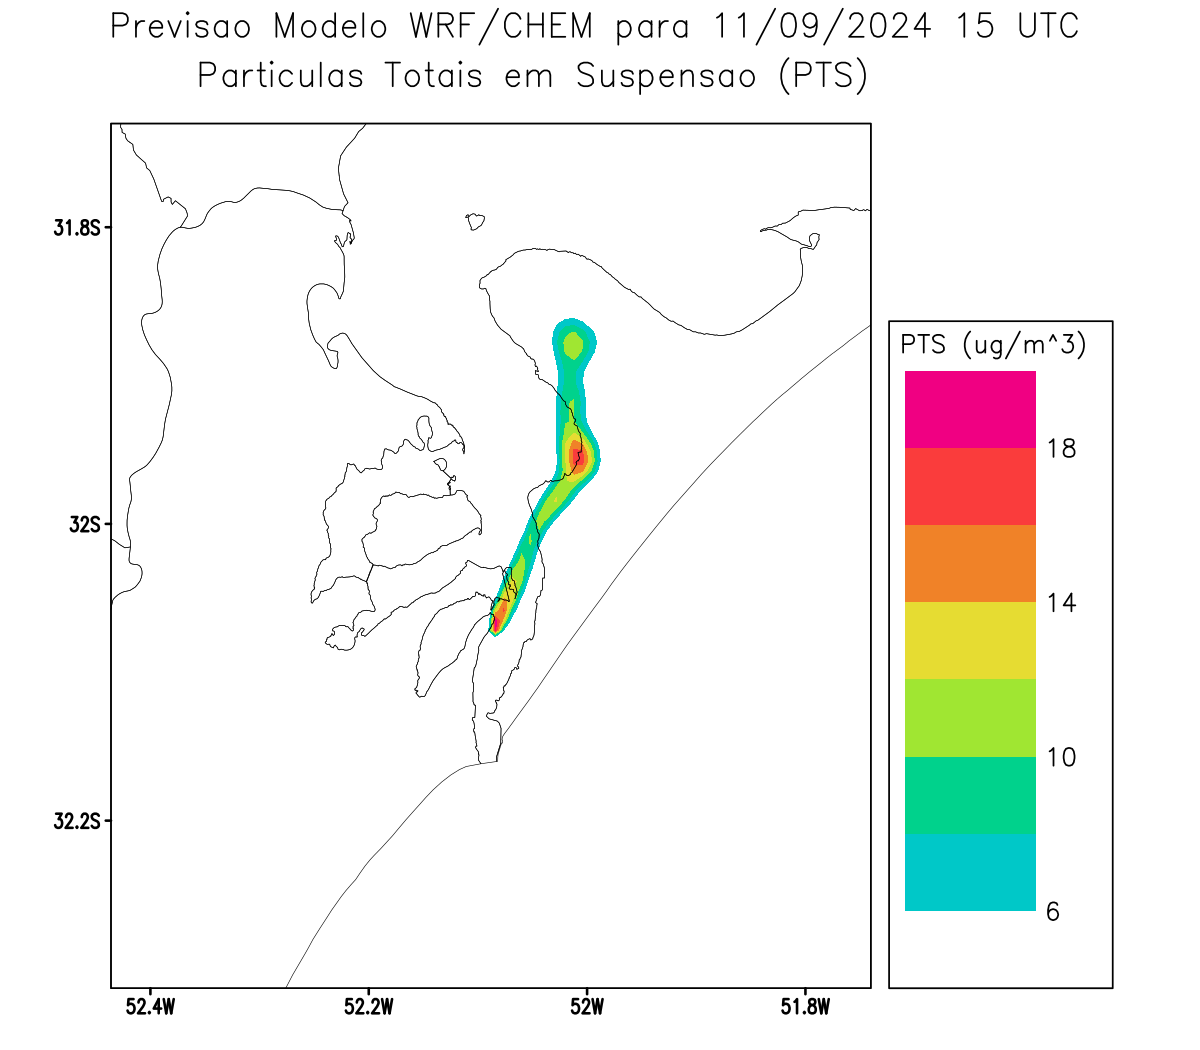 Previsao Modelo WRF/CHEM para 11/09/2024 15 UTC
Particulas Totais em Suspensao (PTS)
31.8S
32S
32.2S
52.4W
52.2W
52W
51.8W
PTS (ug/m^3)
18
14
10
6